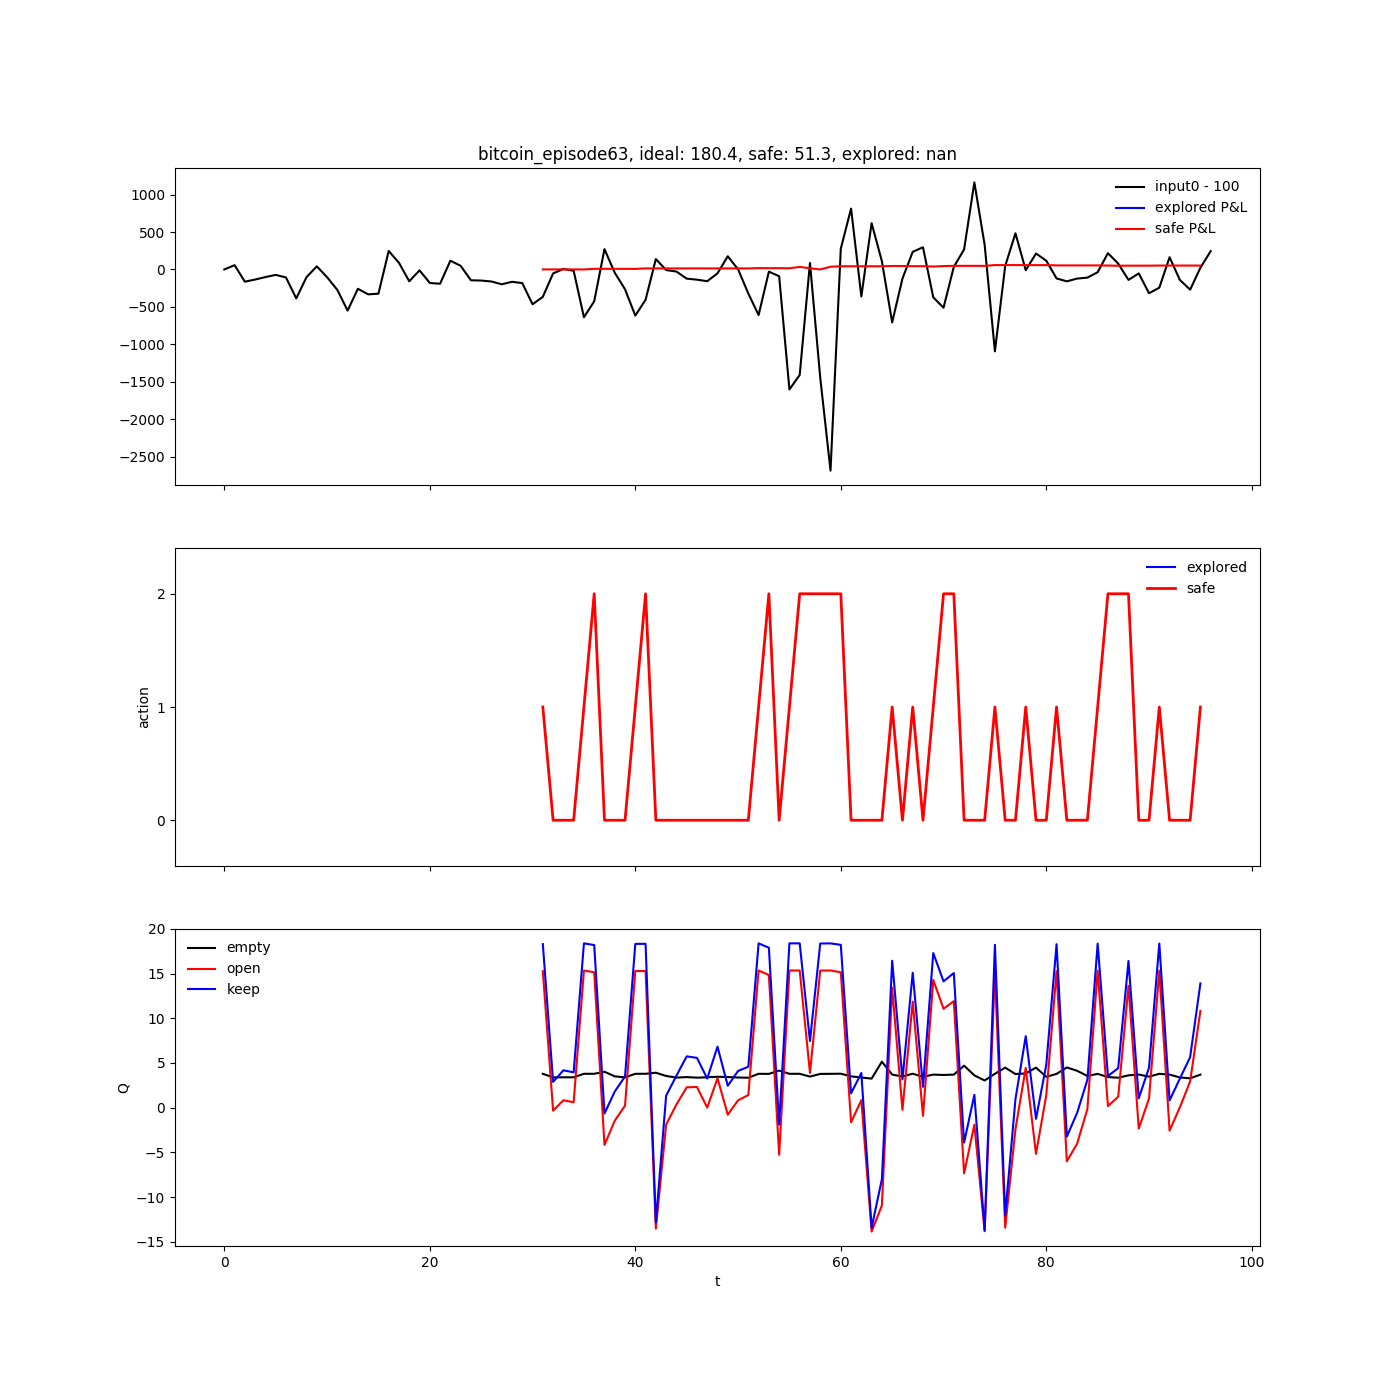 bitcoin_episode63, ideal: 180.4, safe: 51.3, explored: nan
input0 - 100
explored P&L
safe P&L
1000
500
0
−500
−1000
−1500
−2000
−2500
explored
safe
2
1
0
action
empty
open
keep
20
15
10
5
0
−5
−10
−15
Q
0 20 40 60 80 100
t